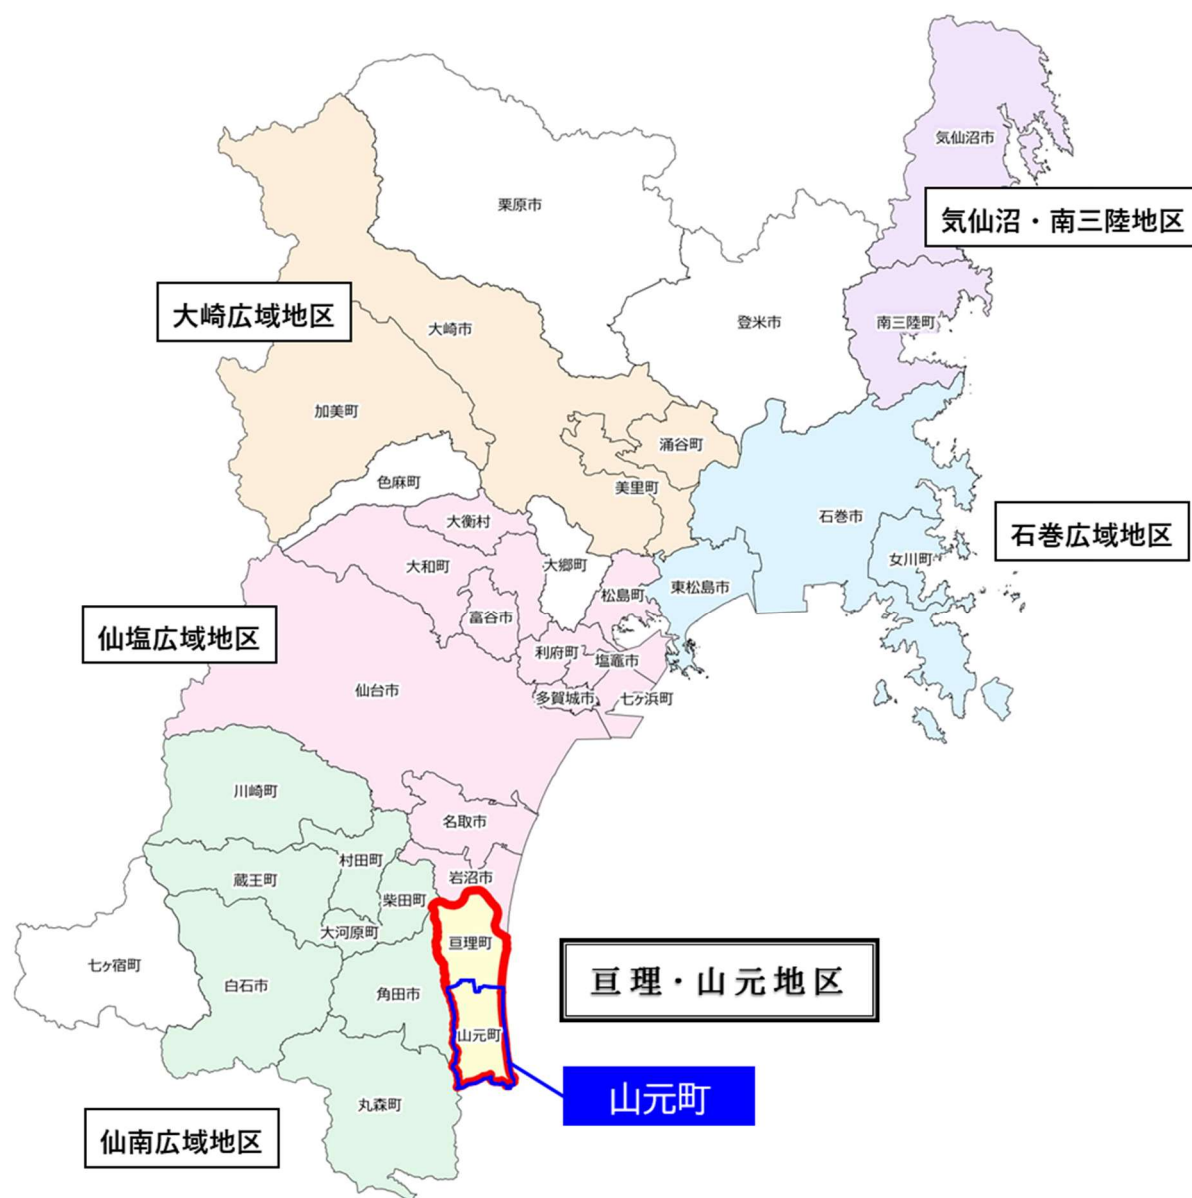 気仙沼市
気仙沼・南三陸地区
栗原市
大崎広域地区
大崎市
登米市
南三陸町
加美町
涌谷町
色麻町
美里町
大衡村
石巻市
石巻広域地区
大和町
大郷町
女川町
松島町
東松島市
富谷市
仙塩広域地区
利府町
塩竈市
仙台市
多賀城市
七ヶ浜町
川崎町
名取市
村田町
蔵王町
岩沼市
柴田町
大河原町
亘理町
七ヶ宿町
白石市
角田市
亘理・山元地区
山元町
山元町
丸森町
仙南広域地区